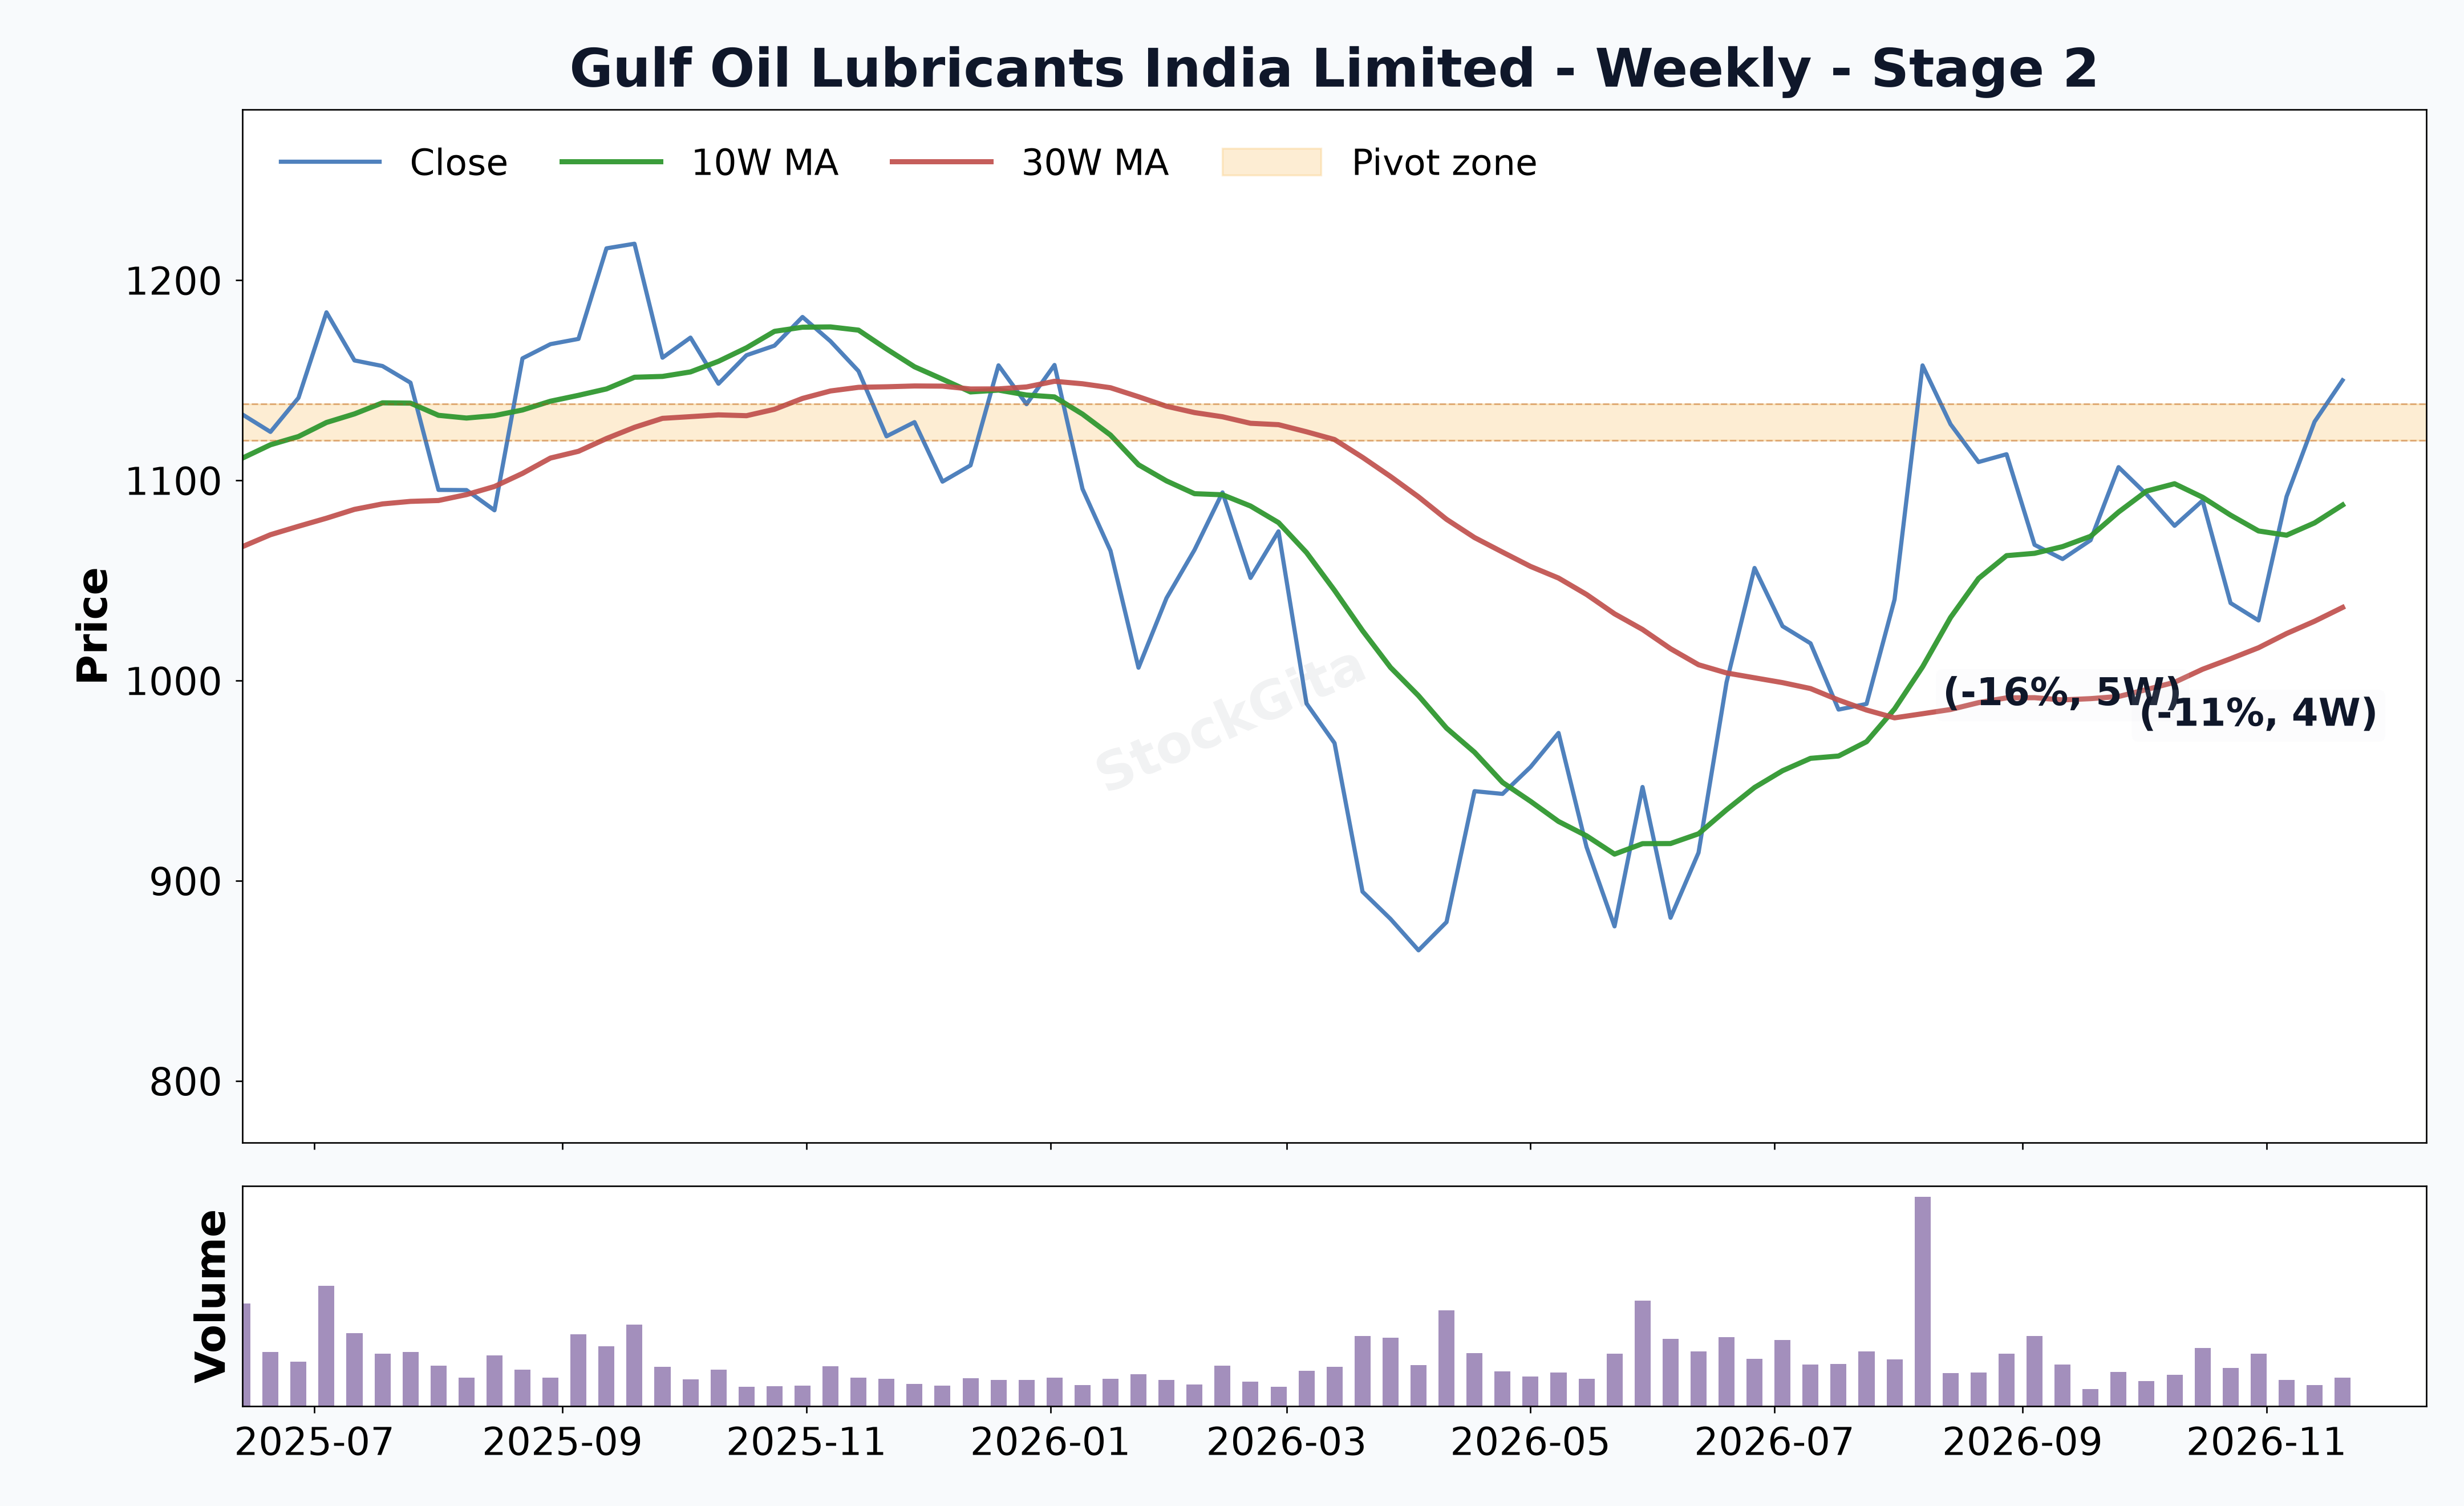 Gulf Oil Lubricants India Limited - Weekly - Stage 2
Close
10W MA
30W MA
Pivot zone
Price
1200
1100
1000
900
800
StockGita
(-16%, 5W)
(-11%, 4W)
Volume
2025-07
2025-09
2025-11
2026-01
2026-03
2026-05
2026-07
2026-09
2026-11